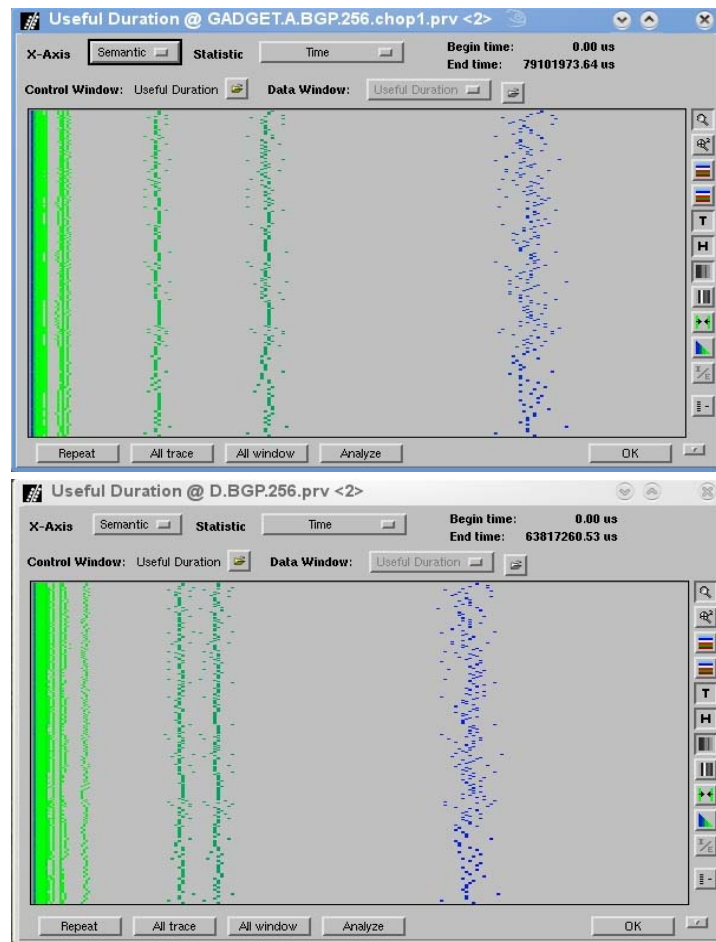 Useful Duration @ GADGET.A.BGP.256.chop1.prv <2>
X-Axis Semantic Statistic Time Begin time: 0.00 us
End time: 79101973.64 us
Control Window: Useful Duration Data Window: Useful Duration
T
H
I/E
Repeat All trace All window Analyze OK
Useful Duration @ D.BGP.256.prv <2>
X-Axis Semantic Statistic Time Begin time: 0.00 us
End time: 63817260.53 us
Control Window: Useful Duration Data Window: Useful Duration
T
H
I/E
Repeat All trace All window Analyze OK